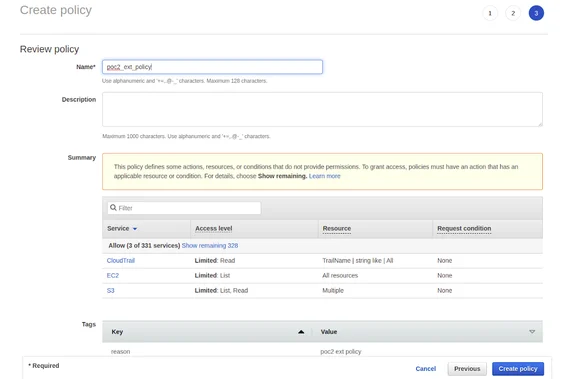 Create policy
1 2 3
Review policy
Name* poc2_ext_policy
Use alphanumeric and '+=,.@-_' characters. Maximum 128 characters.
Description
Maximum 1000 characters. Use alphanumeric and '+=,.@-_' characters.
Summary
This policy defines some actions, resources, or conditions that do not provide permissions. To grant access, policies must have an action that has an
applicable resource or condition. For details, choose Show remaining. Learn more
Filter
Service Access level Resource Request condition
Allow (3 of 331 services) Show remaining 328
CloudTrail Limited: Read TrailName | string like | All None
EC2 Limited: List All resources None
S3 Limited: List, Read Multiple None
Tags
Key Value
reason poc2 ext policy
* Required Cancel Previous Create policy